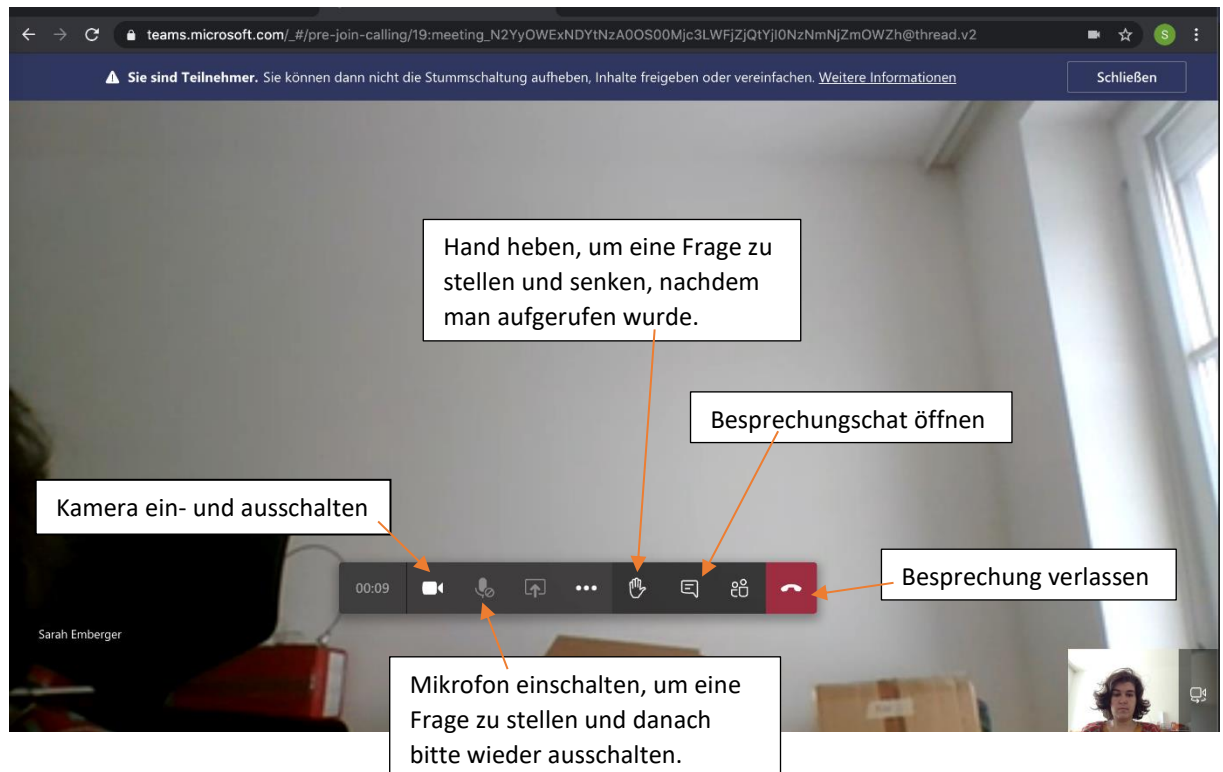 teams.microsoft.com/_#/pre-join-calling/19:meeting_N2YyOWExNDYtNzA0OS00Mjc3LWFjZjQtYjI0NzNmNjZmOWZh@thread.v2
S
Sie sind Teilnehmer. Sie können dann nicht die Stummschaltung aufheben, Inhalte freigeben oder vereinfachen. Weitere Informationen
Schließen
Hand heben, um eine Frage zu
stellen und senken, nachdem
man aufgerufen wurde.
Besprechungschat öffnen
Kamera ein- und ausschalten
Besprechung verlassen
00:09
Sarah Emberger
Mikrofon einschalten, um eine
Frage zu stellen und danach
bitte wieder ausschalten.